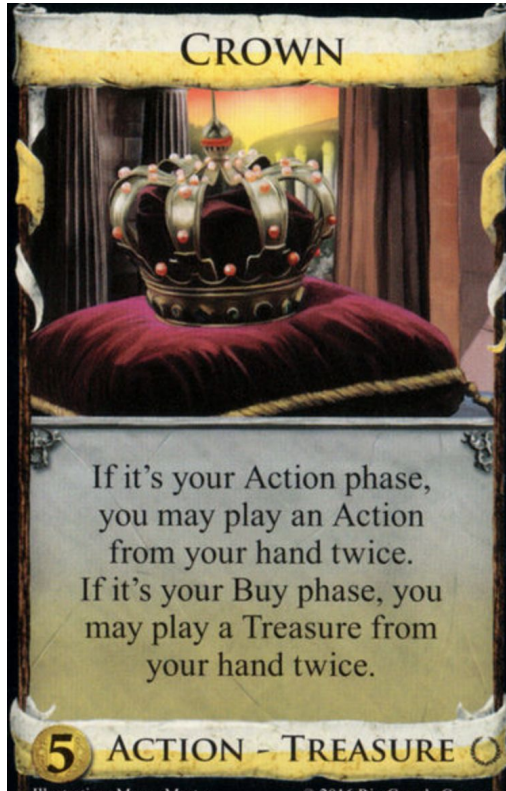 CROWN
If it's your Action phase,
you may play an Action
from your hand twice.
If it's your Buy phase, you
may play a Treasure from
your hand twice.
5 ACTION - TREASURE